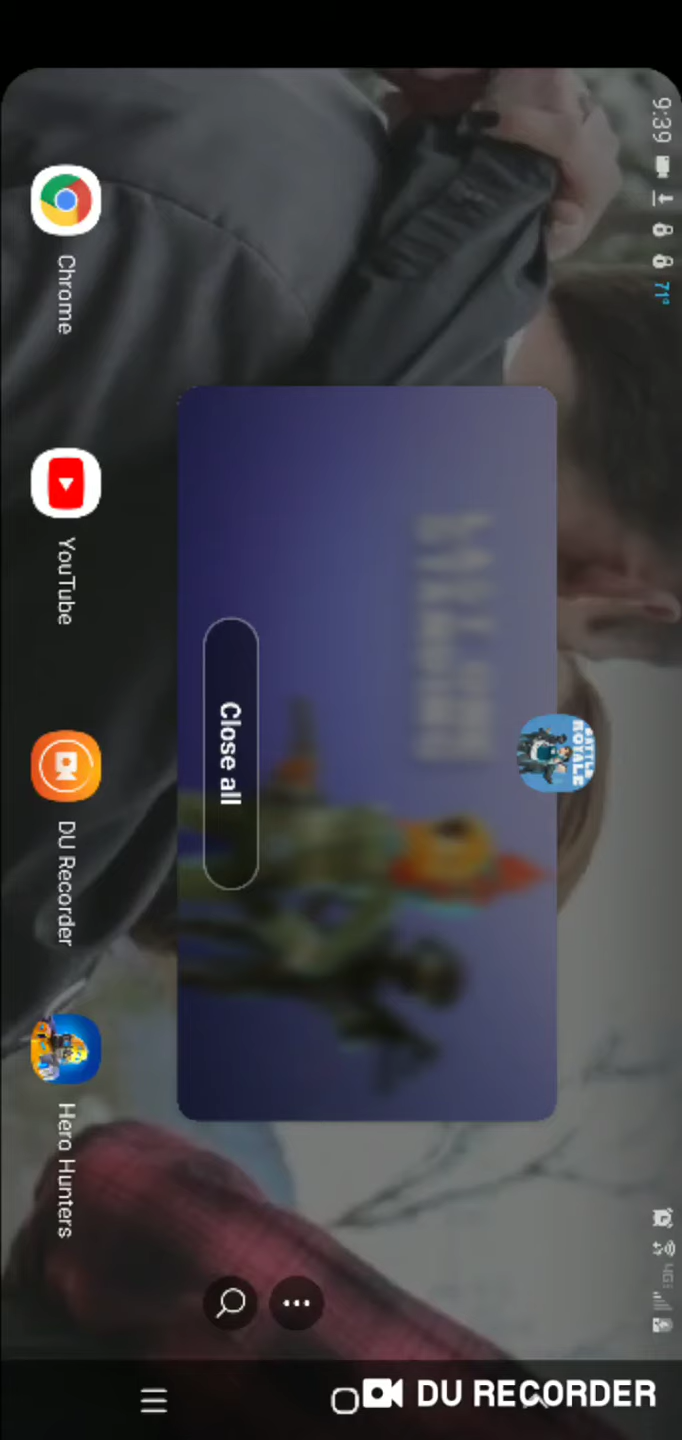 9:39
71°
BATTLE
ROYALE
Close all
Chrome
YouTube
DU Recorder
Hero Hunters
DU RECORDER